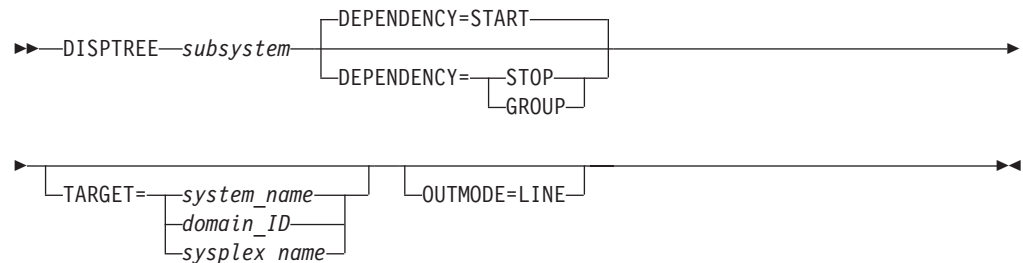 DEPENDENCY=START
DISPTREE subsystem
DEPENDENCY= STOP
GROUP
TARGET= system_name OUTMODE=LINE
domain_ID
sysplex name